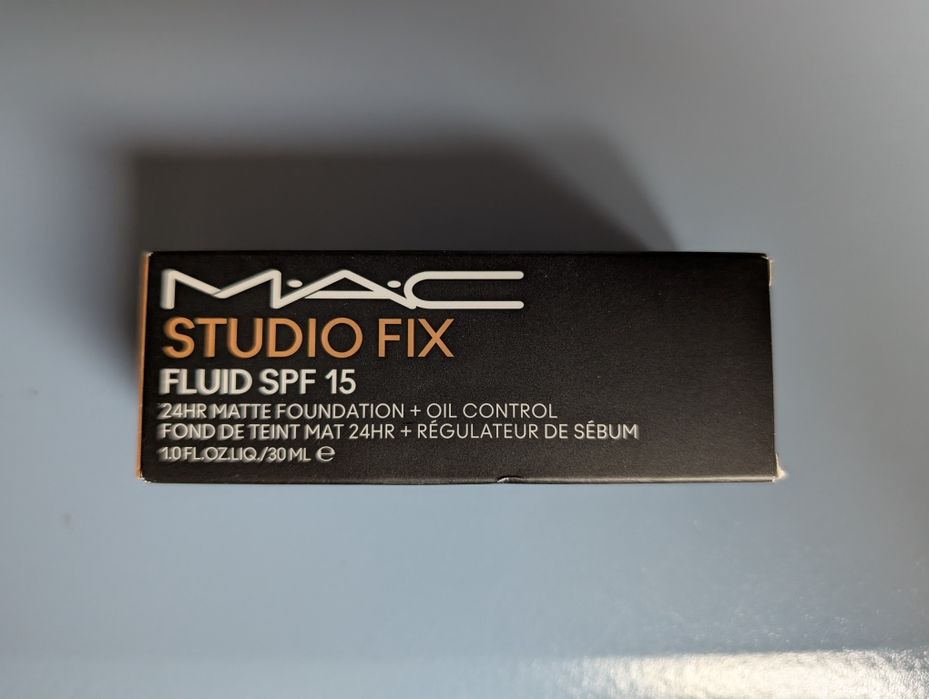 M·A·C
STUDIO FIX
FLUID SPF 15
24HR MATTE FOUNDATION + OIL CONTROL
FOND DE TEINT MAT 24HR + RÉGULATEUR DE SÉBUM
1.0 FL.OZ.LIQ./30 ML ℮